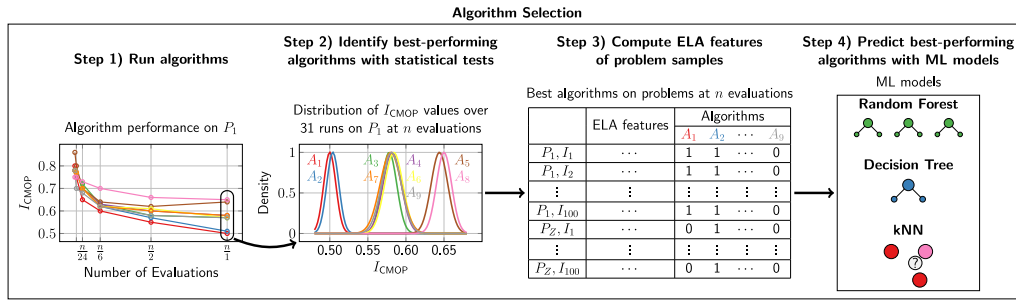 Algorithm Selection
Step 1) Run algorithms
Algorithm performance on P₁
I_CMOP
0.8
0.7
0.6
0.5
n/24 n/6 n/2 n/1
Number of Evaluations
Step 2) Identify best-performing
algorithms with statistical tests
Distribution of I_CMOP values over
31 runs on P₁ at n evaluations
Density
1
0.5
0
A₁ A₃ A₄ A₅
A₂ A₇ A₆ A₈
A₉
0.50 0.55 0.60 0.65
I_CMOP
Step 3) Compute ELA features
of problem samples
Best algorithms on problems at n evaluations
ELA features Algorithms
A₁ A₂ ⋯ A₉
P₁, I₁ ⋯ 1 1 ⋯ 0
P₁, I₂ ⋯ 1 1 ⋯ 0
⋮ ⋮ ⋮ ⋮ ⋮ ⋮
P₁, I₁₀₀ ⋯ 1 1 ⋯ 0
P_Z, I₁ ⋯ 0 1 ⋯ 0
⋮ ⋮ ⋮ ⋮ ⋮ ⋮
P_Z, I₁₀₀ ⋯ 0 1 ⋯ 0
Step 4) Predict best-performing
algorithms with ML models
ML models
Random Forest
Decision Tree
kNN
?